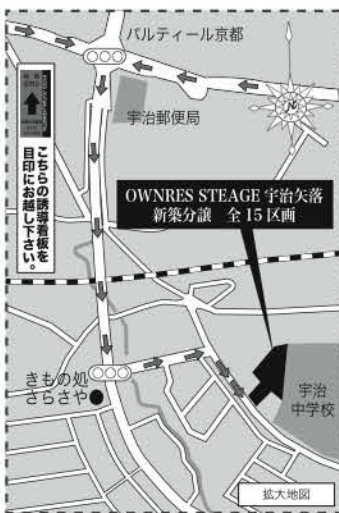 パルティール京都
宇治郵便局
こちらの誘導看板を
目印にお越し下さい。
OWNRES STEAGE 宇治矢落
新築分譲 全15区画
きもの処
さらさや
宇治
中学校
拡大地図